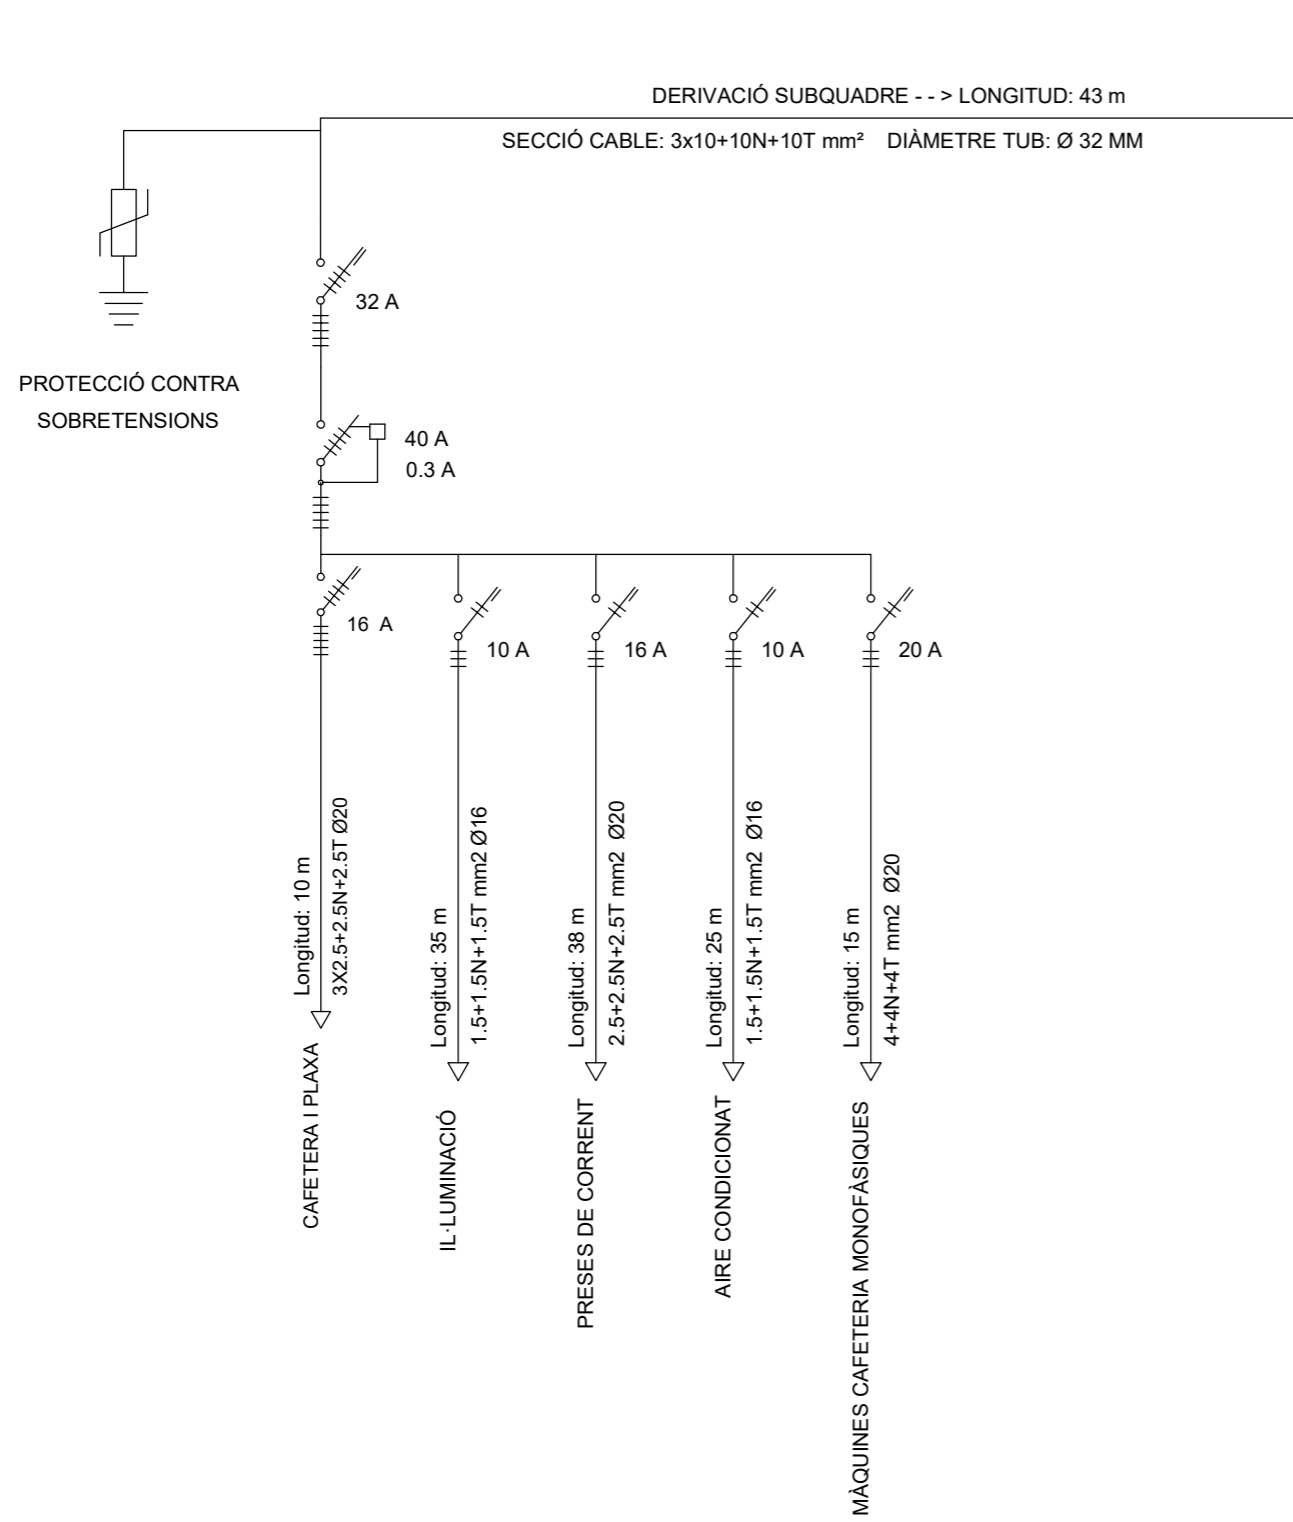 DERIVACIÓ SUBQUADRE - - > LONGITUD: 43 m
SECCIÓ CABLE: 3x10+10N+10T mm² DIÀMETRE TUB: Ø 32 MM
32 A
PROTECCIÓ CONTRA
SOBRETENSIONS
40 A
0.3 A
16 A
10 A
16 A
10 A
20 A
Longitud: 10 m
3X2.5+2.5N+2.5T Ø20
CAFETERA I PLAXA
Longitud: 35 m
1.5+1.5N+1.5T mm2 Ø16
IL·LUMINACIÓ
Longitud: 38 m
2.5+2.5N+2.5T mm2 Ø20
PRESES DE CORRENT
Longitud: 25 m
1.5+1.5N+1.5T mm2 Ø16
AIRE CONDICIONAT
Longitud: 15 m
4+4N+4T mm2 Ø20
MÀQUINES CAFETERIA MONOFÀSIQUES